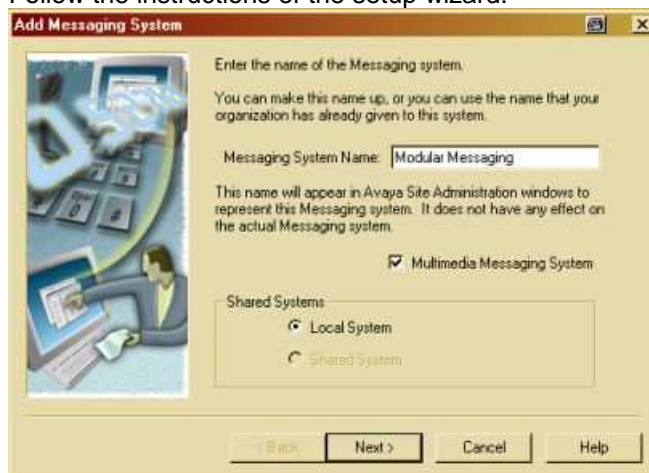 Follow the instructions of the setup wizard.
Add Messaging System
Enter the name of the Messaging system.
You can make this name up, or you can use the name that your
organization has already given to this system.
Messaging System Name: Modular Messaging
This name will appear in Avaya Site Administration windows to
represent this Messaging system. It does not have any effect on
the actual Messaging system.
Multimedia Messaging System
Shared Systems
Local System
Shared System
< Back Next > Cancel Help